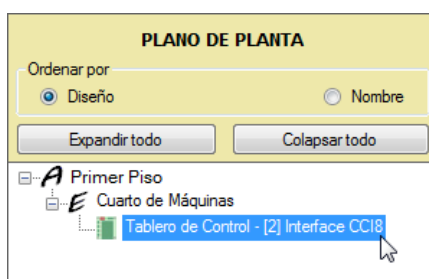 PLANO DE PLANTA
Ordenar por
Diseño Nombre
Expandir todo Colapsar todo
A Primer Piso
E Cuarto de Máquinas
Tablero de Control - [2] Interface CCI8